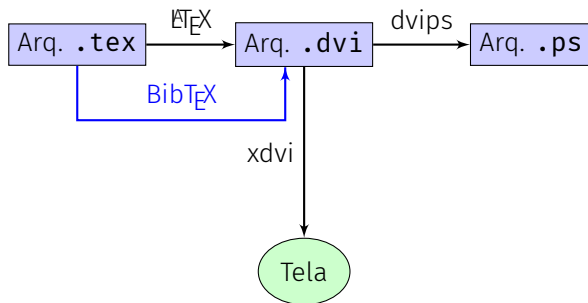 LATEX dvips
Arq. .tex Arq. .dvi Arq. .ps
BibTEX
xdvi
Tela